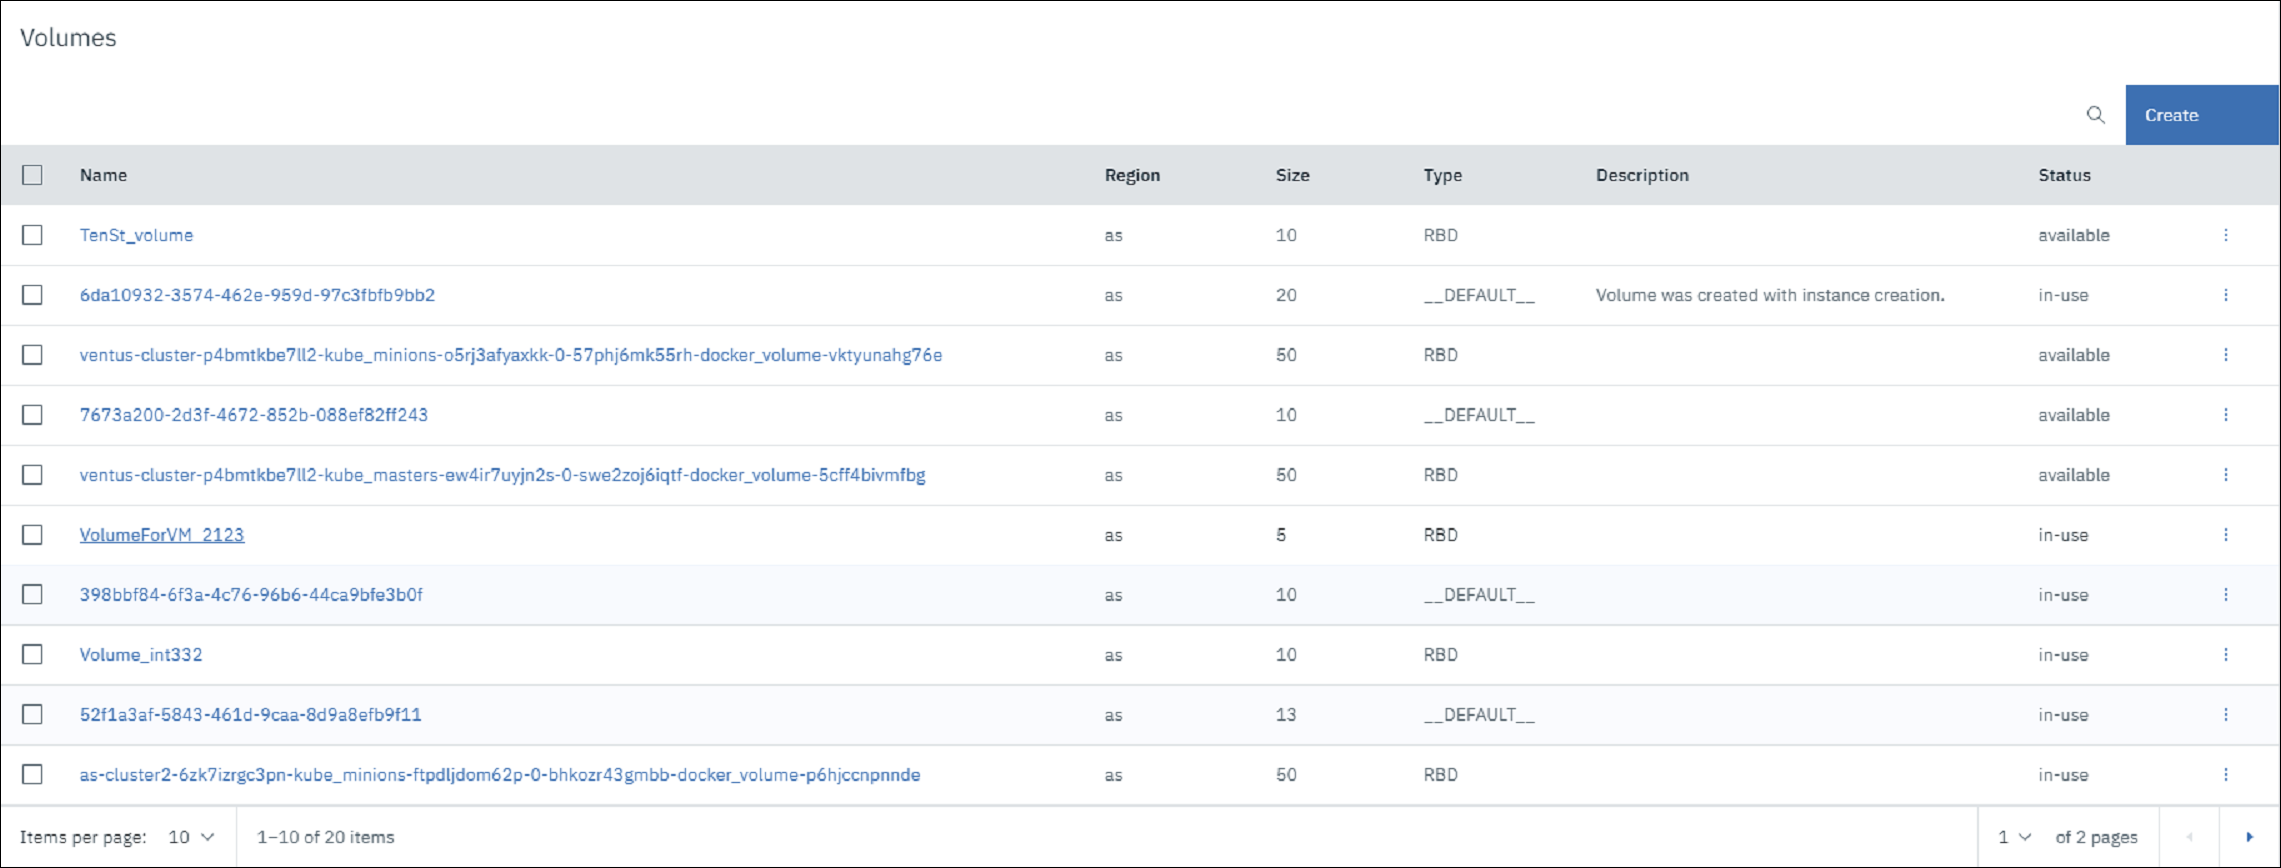 Volumes
Create
Name Region Size Type Description Status
TenSt_volume as 10 RBD available
6da10932-3574-462e-959d-97c3fbfb9bb2 as 20 __DEFAULT__ Volume was created with instance creation. in-use
ventus-cluster-p4bmtkbe7ll2-kube_minions-o5rj3afyaxkk-0-57phj6mk55rh-docker_volume-vktyunahg76e as 50 RBD available
7673a200-2d3f-4672-852b-088ef82ff243 as 10 __DEFAULT__ available
ventus-cluster-p4bmtkbe7ll2-kube_masters-ew4ir7uyjn2s-0-swe2zoj6iqtf-docker_volume-5cff4bivmfbg as 50 RBD available
VolumeForVM_2123 as 5 RBD in-use
398bbf84-6f3a-4c76-96b6-44ca9bfe3b0f as 10 __DEFAULT__ in-use
Volume_int332 as 10 RBD in-use
52f1a3af-5843-461d-9caa-8d9a8efb9f11 as 13 __DEFAULT__ in-use
as-cluster2-6zk7izrgc3pn-kube_minions-ftpdljdom62p-0-bhkozr43gmbb-docker_volume-p6hjccnpnnde as 50 RBD in-use
Items per page: 10 1–10 of 20 items 1 of 2 pages